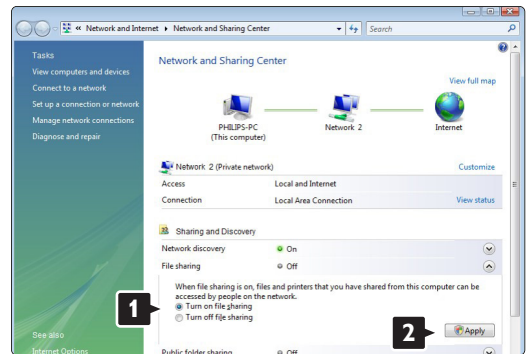 « Network and Internet ▸ Network and Sharing Center
Search
Tasks
View computers and devices
Connect to a network
Set up a connection or network
Manage network connections
Diagnose and repair
See also
Internet Options
Network and Sharing Center
View full map
PHILIPS-PC
(This computer)
Network 2
Internet
Network 2 (Private network)
Customize
Access
Local and Internet
Connection
Local Area Connection
View status
Sharing and Discovery
Network discovery
On
File sharing
Off
When file sharing is on, files and printers that you have shared from this computer can be
accessed by people on the network.
1
Turn on file sharing
Turn off file sharing
2
Apply
Public folder sharing
Off